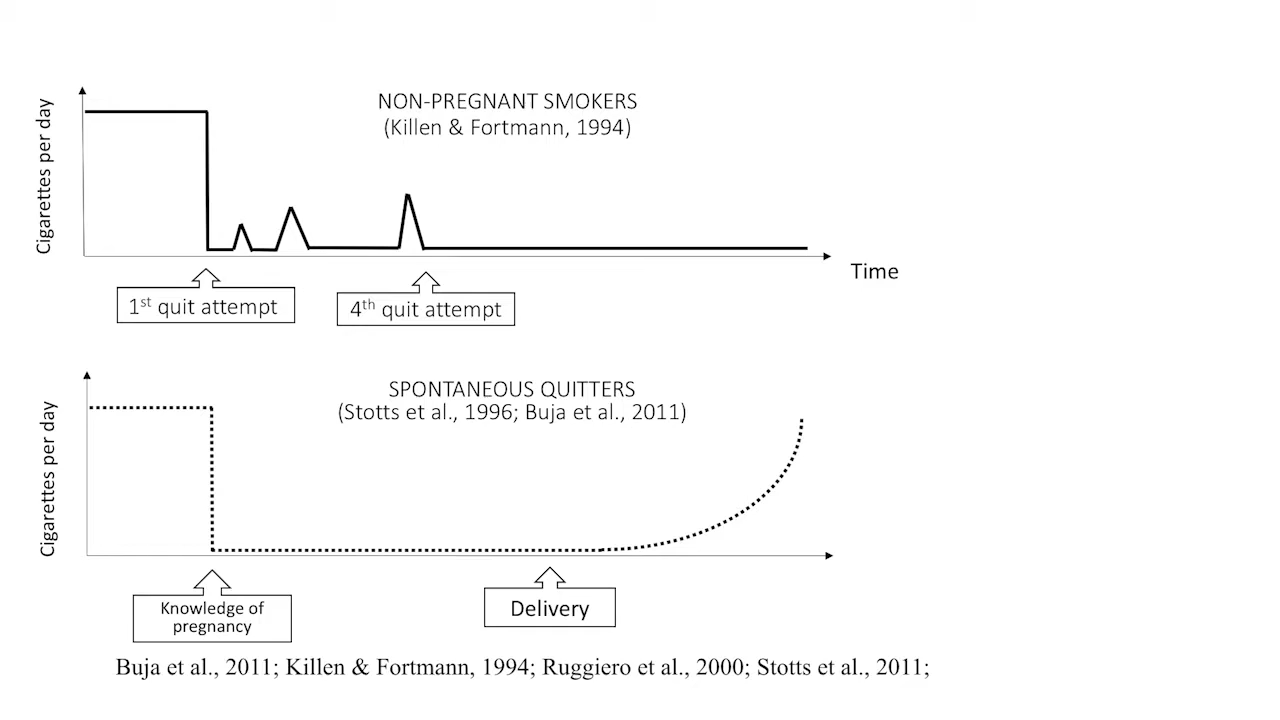 NON-PREGNANT SMOKERS
(Killen & Fortmann, 1994)
Cigarettes per day
Time
1st quit attempt
4th quit attempt
SPONTANEOUS QUITTERS
(Stotts et al., 1996; Buja et al., 2011)
Cigarettes per day
Knowledge of
pregnancy
Delivery
Buja et al., 2011; Killen & Fortmann, 1994; Ruggiero et al., 2000; Stotts et al., 2011;